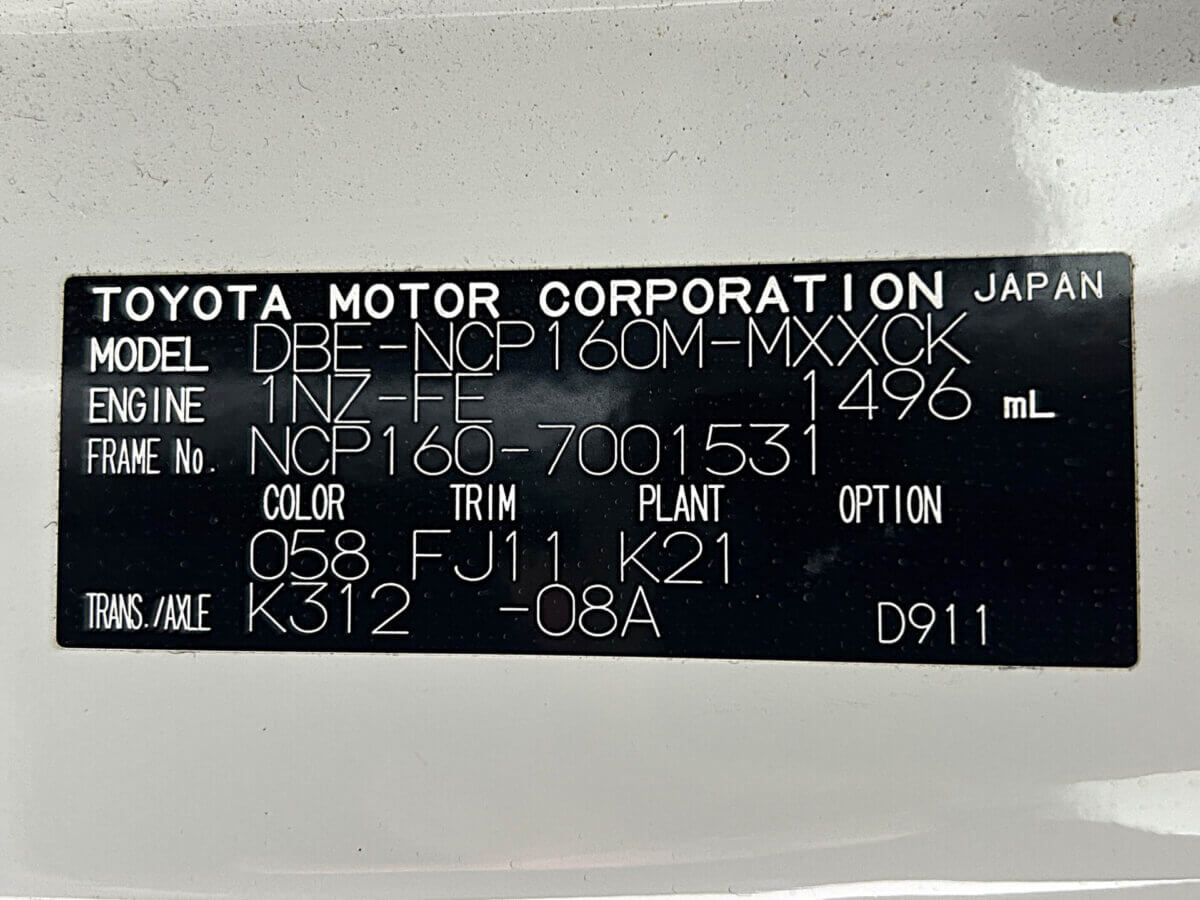 TOYOTA MOTOR CORPORATION JAPAN
MODEL DBE-NCP160M-MXXCK
ENGINE 1NZ-FE 1496 mL
FRAME No. NCP160-7001531
COLOR TRIM PLANT OPTION
058 FJ11 K21
TRANS./AXLE K312 -08A D911